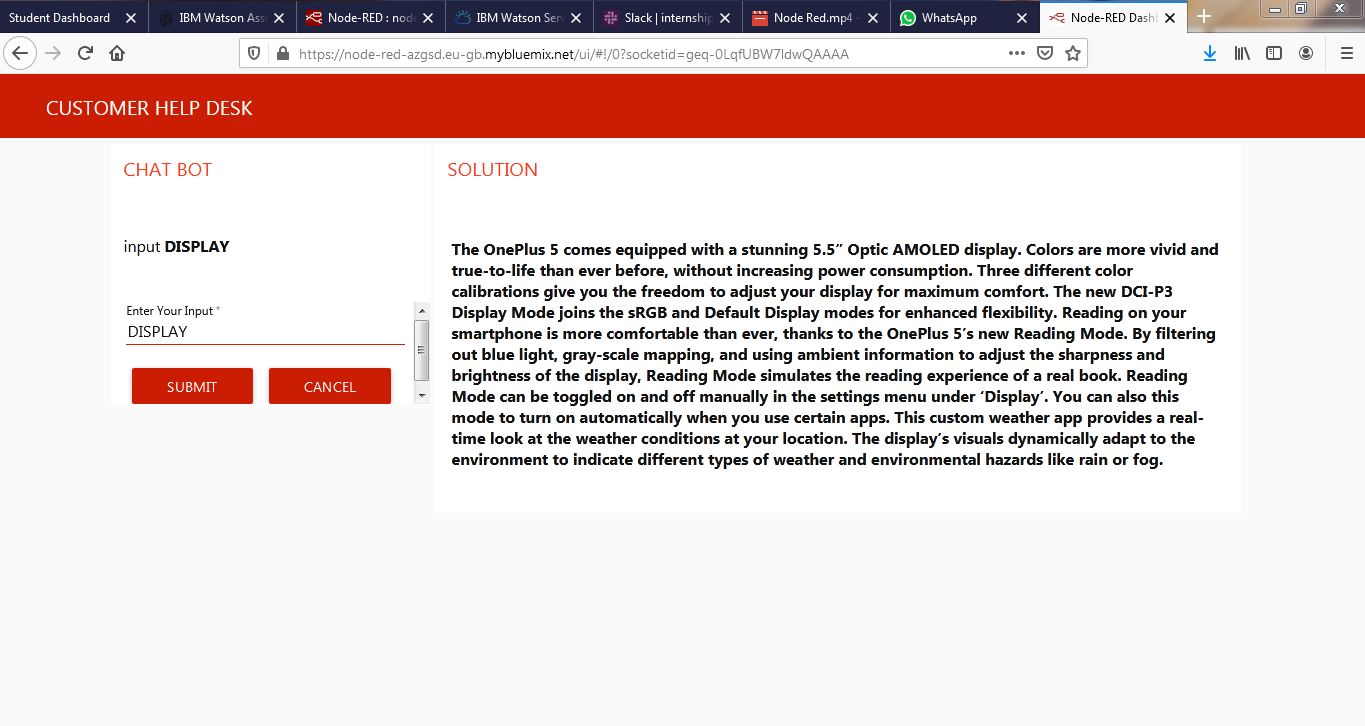 Student Dashboard
IBM Watson Assi
Node-RED : node
IBM Watson Serv
Slack | internship
Node Red.mp4 -
WhatsApp
Node-RED Dashb
https://node-red-azgsd.eu-gb.mybluemix.net/ui/#!/0?socketid=geq-0LqfUBW7IdwQAAAA
CUSTOMER HELP DESK
CHAT BOT
input DISPLAY
Enter Your Input *
DISPLAY
SUBMIT
CANCEL
SOLUTION
The OnePlus 5 comes equipped with a stunning 5.5” Optic AMOLED display. Colors are more vivid and
true-to-life than ever before, without increasing power consumption. Three different color
calibrations give you the freedom to adjust your display for maximum comfort. The new DCI-P3
Display Mode joins the sRGB and Default Display modes for enhanced flexibility. Reading on your
smartphone is more comfortable than ever, thanks to the OnePlus 5’s new Reading Mode. By filtering
out blue light, gray-scale mapping, and using ambient information to adjust the sharpness and
brightness of the display, Reading Mode simulates the reading experience of a real book. Reading
Mode can be toggled on and off manually in the settings menu under ‘Display’. You can also this
mode to turn on automatically when you use certain apps. This custom weather app provides a real-
time look at the weather conditions at your location. The display’s visuals dynamically adapt to the
environment to indicate different types of weather and environmental hazards like rain or fog.